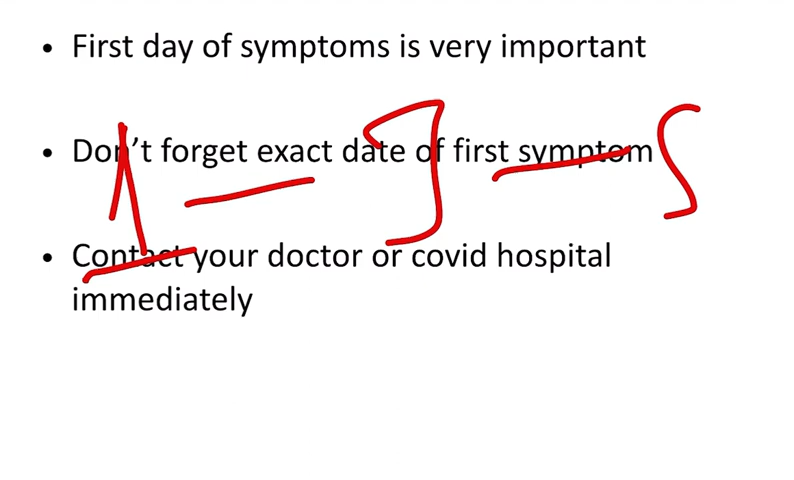 • First day of symptoms is very important
• Don't forget exact date of first symptom
• Contact your doctor or covid hospital
immediately